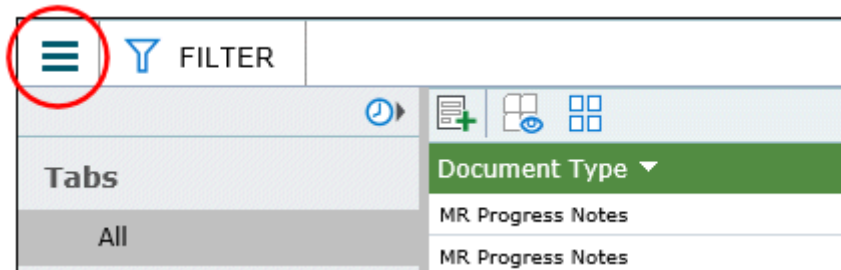 FILTER
Tabs
All
Document Type
MR Progress Notes
MR Progress Notes